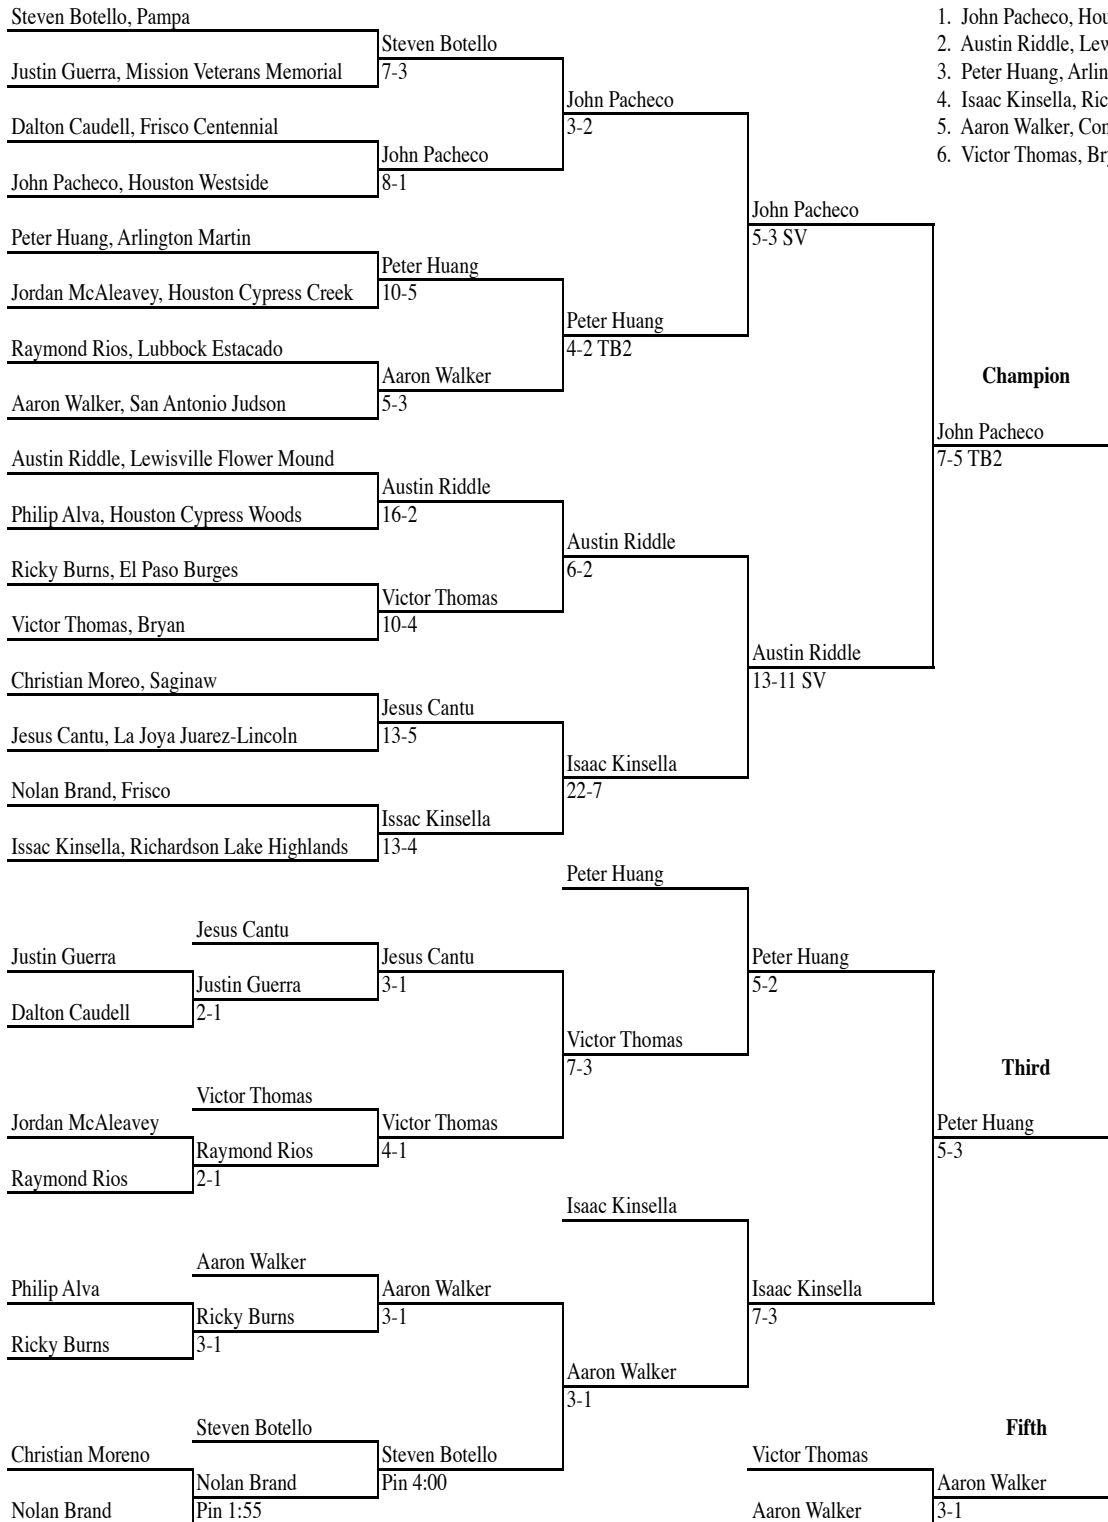 Steven Botello, Pampa
Steven Botello
Justin Guerra, Mission Veterans Memorial
7-3
John Pacheco
3-2
Dalton Caudell, Frisco Centennial
John Pacheco
John Pacheco, Houston Westside
8-1
John Pacheco
5-3 SV
Peter Huang, Arlington Martin
Peter Huang
Jordan McAleavey, Houston Cypress Creek
10-5
Peter Huang
4-2 TB2
Raymond Rios, Lubbock Estacado
Aaron Walker
Aaron Walker, San Antonio Judson
5-3
Champion
John Pacheco
7-5 TB2
Austin Riddle, Lewisville Flower Mound
Austin Riddle
Philip Alva, Houston Cypress Woods
16-2
Austin Riddle
6-2
Ricky Burns, El Paso Burges
Victor Thomas
Victor Thomas, Bryan
10-4
Austin Riddle
13-11 SV
Christian Moreo, Saginaw
Jesus Cantu
Jesus Cantu, La Joya Juarez-Lincoln
13-5
Isaac Kinsella
22-7
Nolan Brand, Frisco
Issac Kinsella
Issac Kinsella, Richardson Lake Highlands
13-4
1. John Pacheco, Hou
2. Austin Riddle, Lew
3. Peter Huang, Arlin
4. Isaac Kinsella, Ric
5. Aaron Walker, Con
6. Victor Thomas, Bry
Peter Huang
Jesus Cantu
Justin Guerra
Jesus Cantu
Peter Huang
Justin Guerra
3-1
5-2
Dalton Caudell
2-1
Victor Thomas
7-3
Third
Victor Thomas
Jordan McAleavey
Victor Thomas
Peter Huang
Raymond Rios
4-1
5-3
Raymond Rios
2-1
Isaac Kinsella
Aaron Walker
Philip Alva
Aaron Walker
Isaac Kinsella
Ricky Burns
3-1
7-3
Ricky Burns
3-1
Aaron Walker
3-1
Steven Botello
Fifth
Christian Moreno
Steven Botello
Victor Thomas
Nolan Brand
Pin 4:00
Aaron Walker
Nolan Brand
Pin 1:55
Aaron Walker
3-1